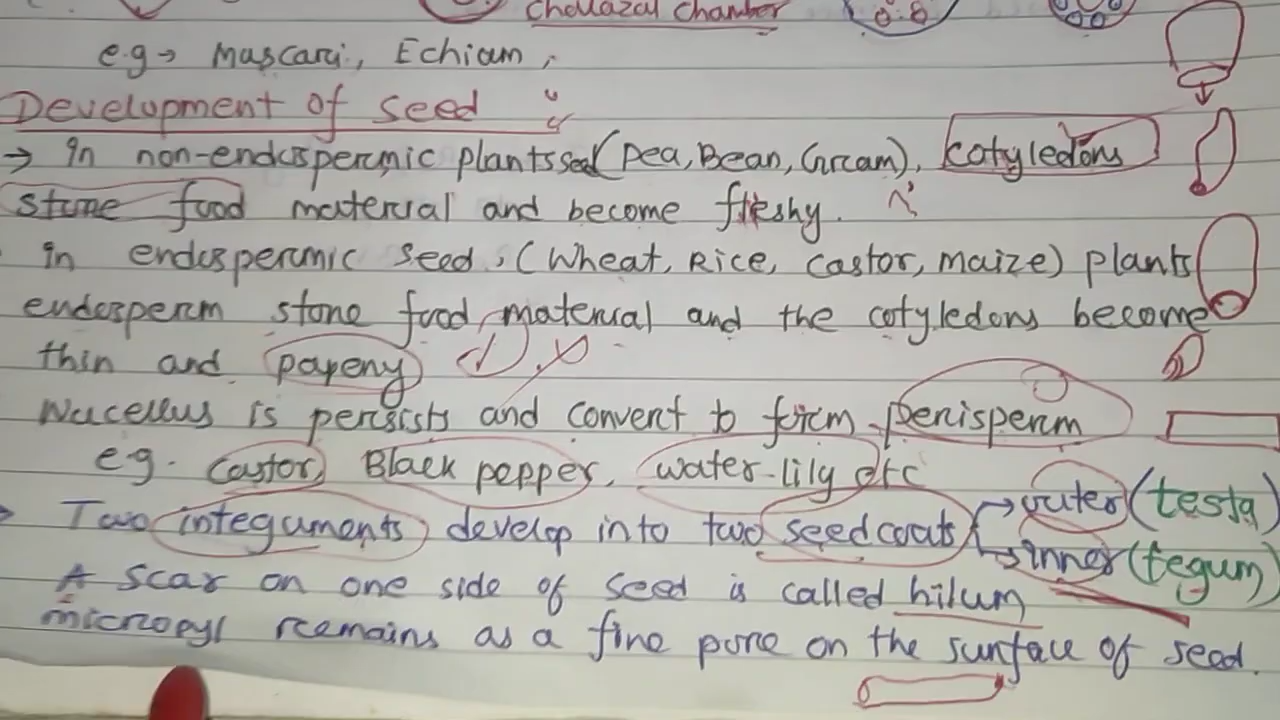 Challazal Chamber
e.g→ Muscari, Echium,
Development of seed
→ In non-endospermic plants seed (pea, Bean, Gram), cotyledons
store food material and become fleshy.
In endospermic seed, (Wheat, Rice, castor, maize) plants
endosperm store food material and the cotyledons become
thin and papery
Nucellus is persists and convert to form perisperm
e.g. Castor, Black pepper, water-lily etc
Two integuments develop into two seedcoats → outer (testa)
→ inner (tegum)
A scar on one side of seed is called hilum
micropyl remains as a fine pore on the surface of seed.